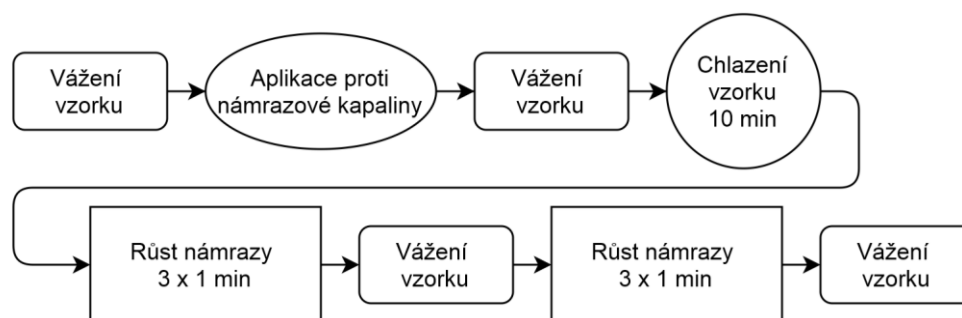 Vážení
vzorku
Aplikace proti
námrazové kapaliny
Vážení
vzorku
Chlazení
vzorku
10 min
Růst námrazy
3 x 1 min
Vážení
vzorku
Růst námrazy
3 x 1 min
Vážení
vzorku